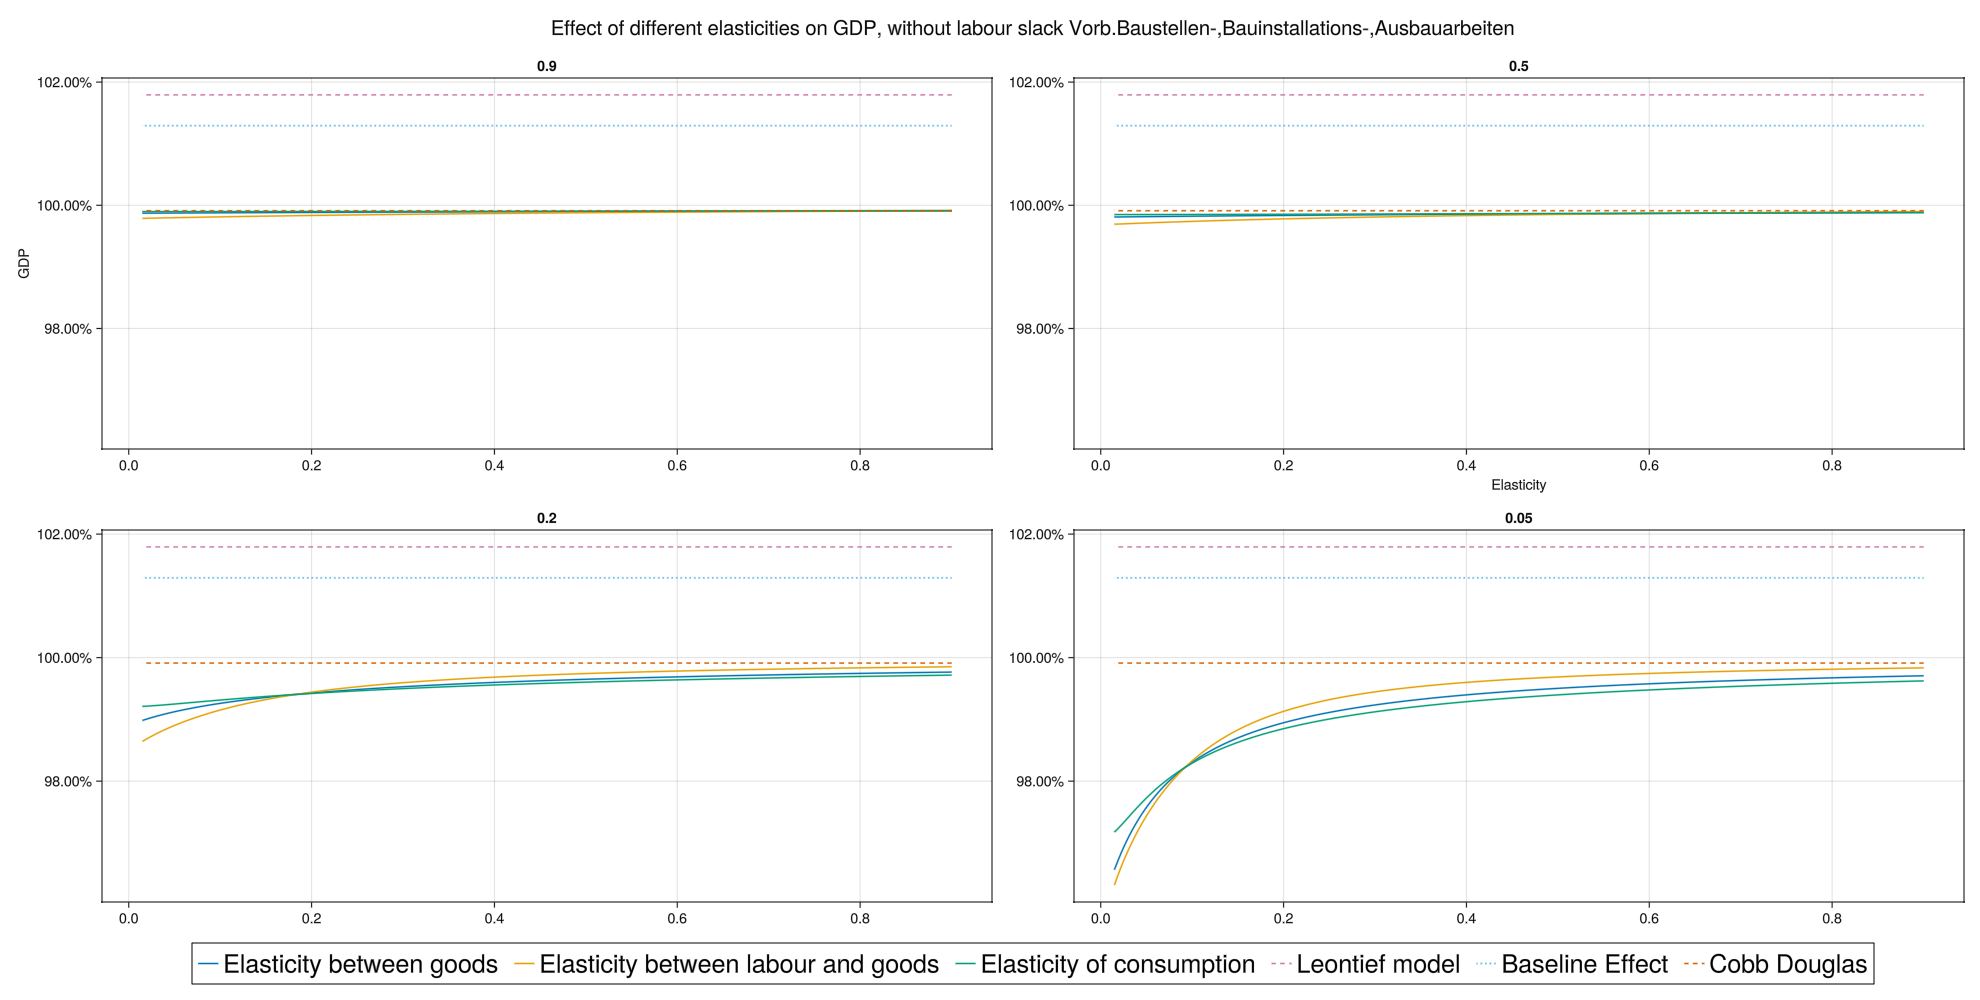 Effect of different elasticities on GDP, without labour slack Vorb.Baustellen-,Bauinstallations-,Ausbauarbeiten
0.9
102.00%
100.00%
98.00%
GDP
0.0 0.2 0.4 0.6 0.8
0.5
102.00%
100.00%
98.00%
0.0 0.2 0.4 0.6 0.8
Elasticity
0.2
102.00%
100.00%
98.00%
0.0 0.2 0.4 0.6 0.8
0.05
102.00%
100.00%
98.00%
0.0 0.2 0.4 0.6 0.8
Elasticity between goods Elasticity between labour and goods Elasticity of consumption Leontief model Baseline Effect Cobb Douglas